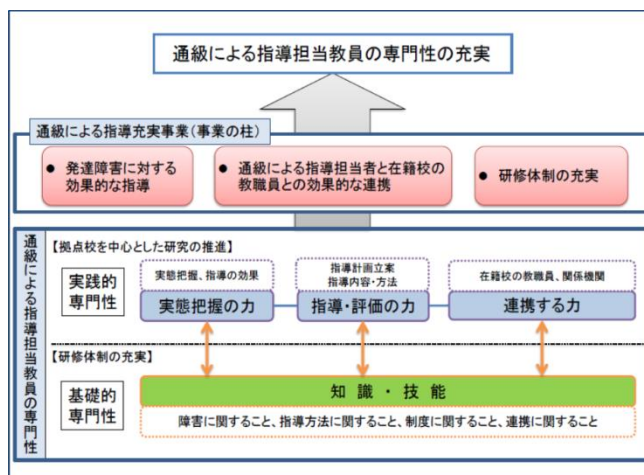 通級による指導担当教員の専門性の充実
通級による指導充実事業(事業の柱)
● 発達障害に対する
効果的な指導
● 通級による指導担当者と在籍校の
教職員との効果的な連携
● 研修体制の充実
通級による指導担当教員の専門性
【拠点校を中心とした研究の推進】
実践的
専門性
実態把握、指導の効果
実態把握の力
指導計画立案
指導内容・方法
指導・評価の力
在籍校の教職員、関係機関
連携する力
【研修体制の充実】
基礎的
専門性
知識・技能
障害に関すること、指導方法に関すること、制度に関すること、連携に関すること